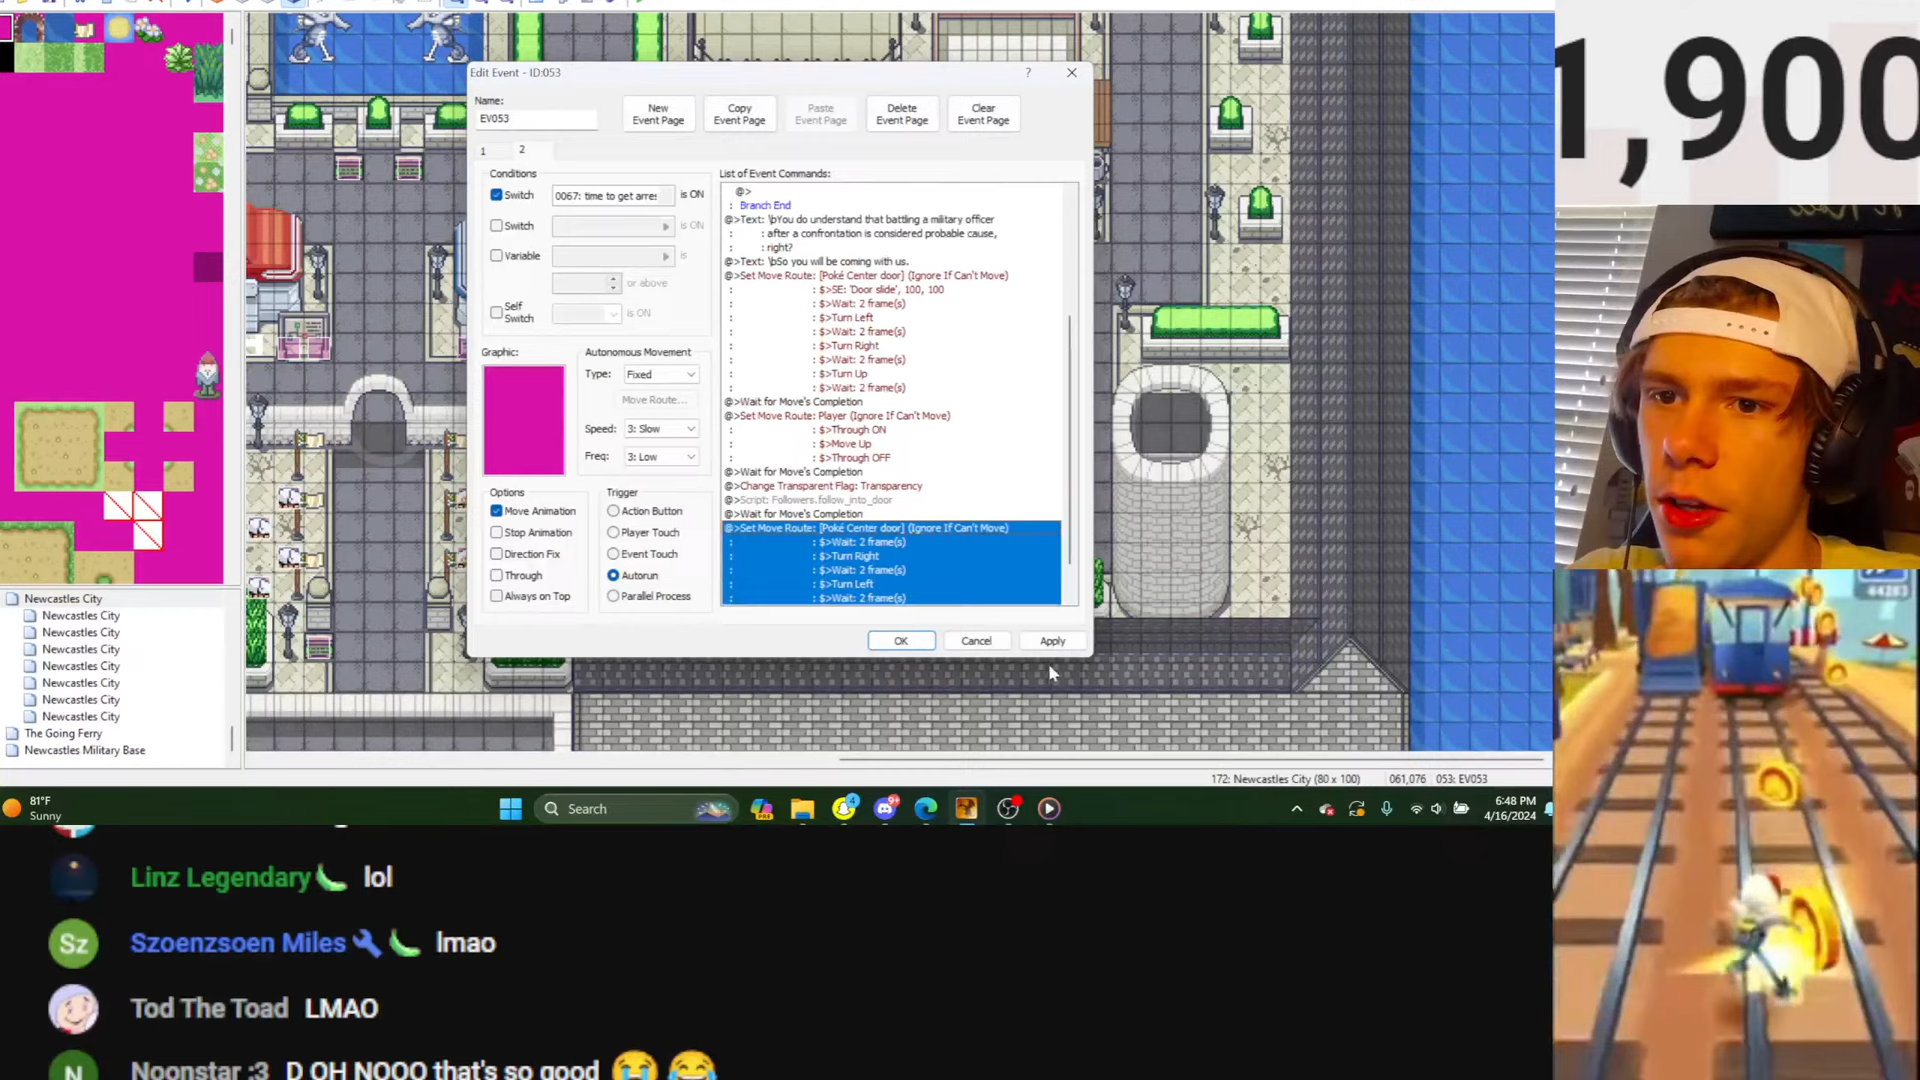 Edit Event - ID:053
?
Name:
EV053
New
Event Page
Copy
Event Page
Paste
Event Page
Delete
Event Page
Clear
Event Page
1
2
Conditions
Switch
0067: time to get arre
is ON
Switch
is ON
Variable
is
or above
Self
Switch
is ON
Graphic:
Autonomous Movement
Type:
Fixed
Move Route...
Speed:
3: Slow
Freq:
3: Low
Options
Move Animation
Stop Animation
Direction Fix
Through
Always on Top
Trigger
Action Button
Player Touch
Event Touch
Autorun
Parallel Process
List of Event Commands:
@>
: Branch End
@>Text: \bYou do understand that battling a military officer
: : after a confrontation is considered probable cause,
: : right?
@>Text: \bSo you will be coming with us.
@>Set Move Route: [Poké Center door] (Ignore If Can't Move)
: : $>SE: 'Door slide', 100, 100
: : $>Wait: 2 frame(s)
: : $>Turn Left
: : $>Wait: 2 frame(s)
: : $>Turn Right
: : $>Wait: 2 frame(s)
: : $>Turn Up
: : $>Wait: 2 frame(s)
@>Wait for Move's Completion
@>Set Move Route: Player (Ignore If Can't Move)
: : $>Through ON
: : $>Move Up
: : $>Through OFF
@>Wait for Move's Completion
@>Change Transparent Flag: Transparency
@>Script: Followers.follow_into_door
@>Wait for Move's Completion
@>Set Move Route: [Poké Center door] (Ignore If Can't Move)
: : $>Wait: 2 frame(s)
: : $>Turn Right
: : $>Wait: 2 frame(s)
: : $>Turn Left
: : $>Wait: 2 frame(s)
OK
Cancel
Apply
Newcastles City
Newcastles City
Newcastles City
Newcastles City
Newcastles City
Newcastles City
Newcastles City
Newcastles City
The Going Ferry
Newcastles Military Base
172: Newcastles City (80 x 100)
061,076
053: EV053
81°F
Sunny
Search
6:48 PM
4/16/2024
1,900
Linz Legendary lol
Sz
Szoenzsoen Miles lmao
Tod The Toad LMAO
N
Noonstar :3 D OH NOOO that's so good